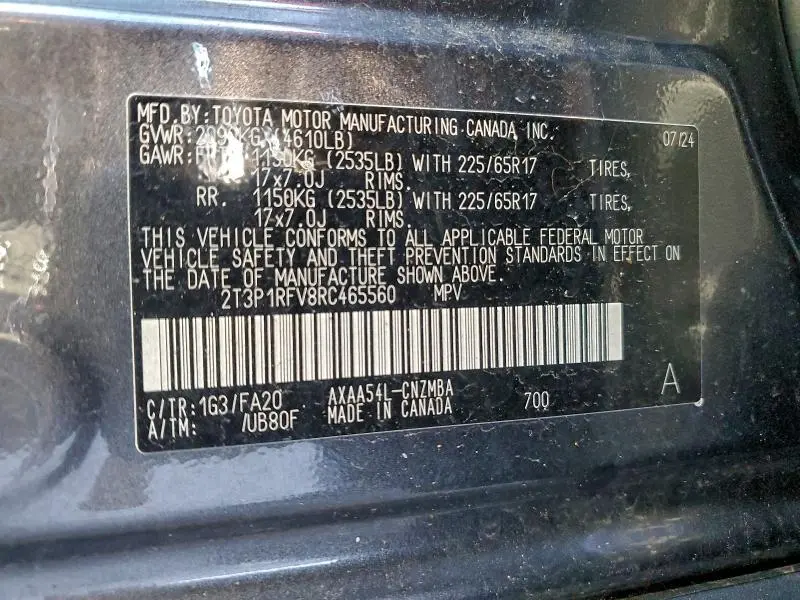 MFD.BY:TOYOTA MOTOR MANUFACTURING CANADA INC. 07/24
GVWR: (4610LB)
GAWR: 1150KG (2535LB) WITH 225/65R17 TIRES,
17x7.0J RIMS.
RR. 1150KG (2535LB) WITH 225/65R17 TIRES,
17x7.0J RIMS.
THIS VEHICLE CONFORMS TO ALL APPLICABLE FEDERAL MOTOR
VEHICLE SAFETY AND THEFT PREVENTION STANDARDS IN EFFECT ON
THE DATE OF MANUFACTURE SHOWN ABOVE.
2T3P1RFV8RC465560 MPV
C/TR:1G3/FA20 AXAA54L-CNZMBA 700 A
A/TM: /UB80F MADE IN CANADA